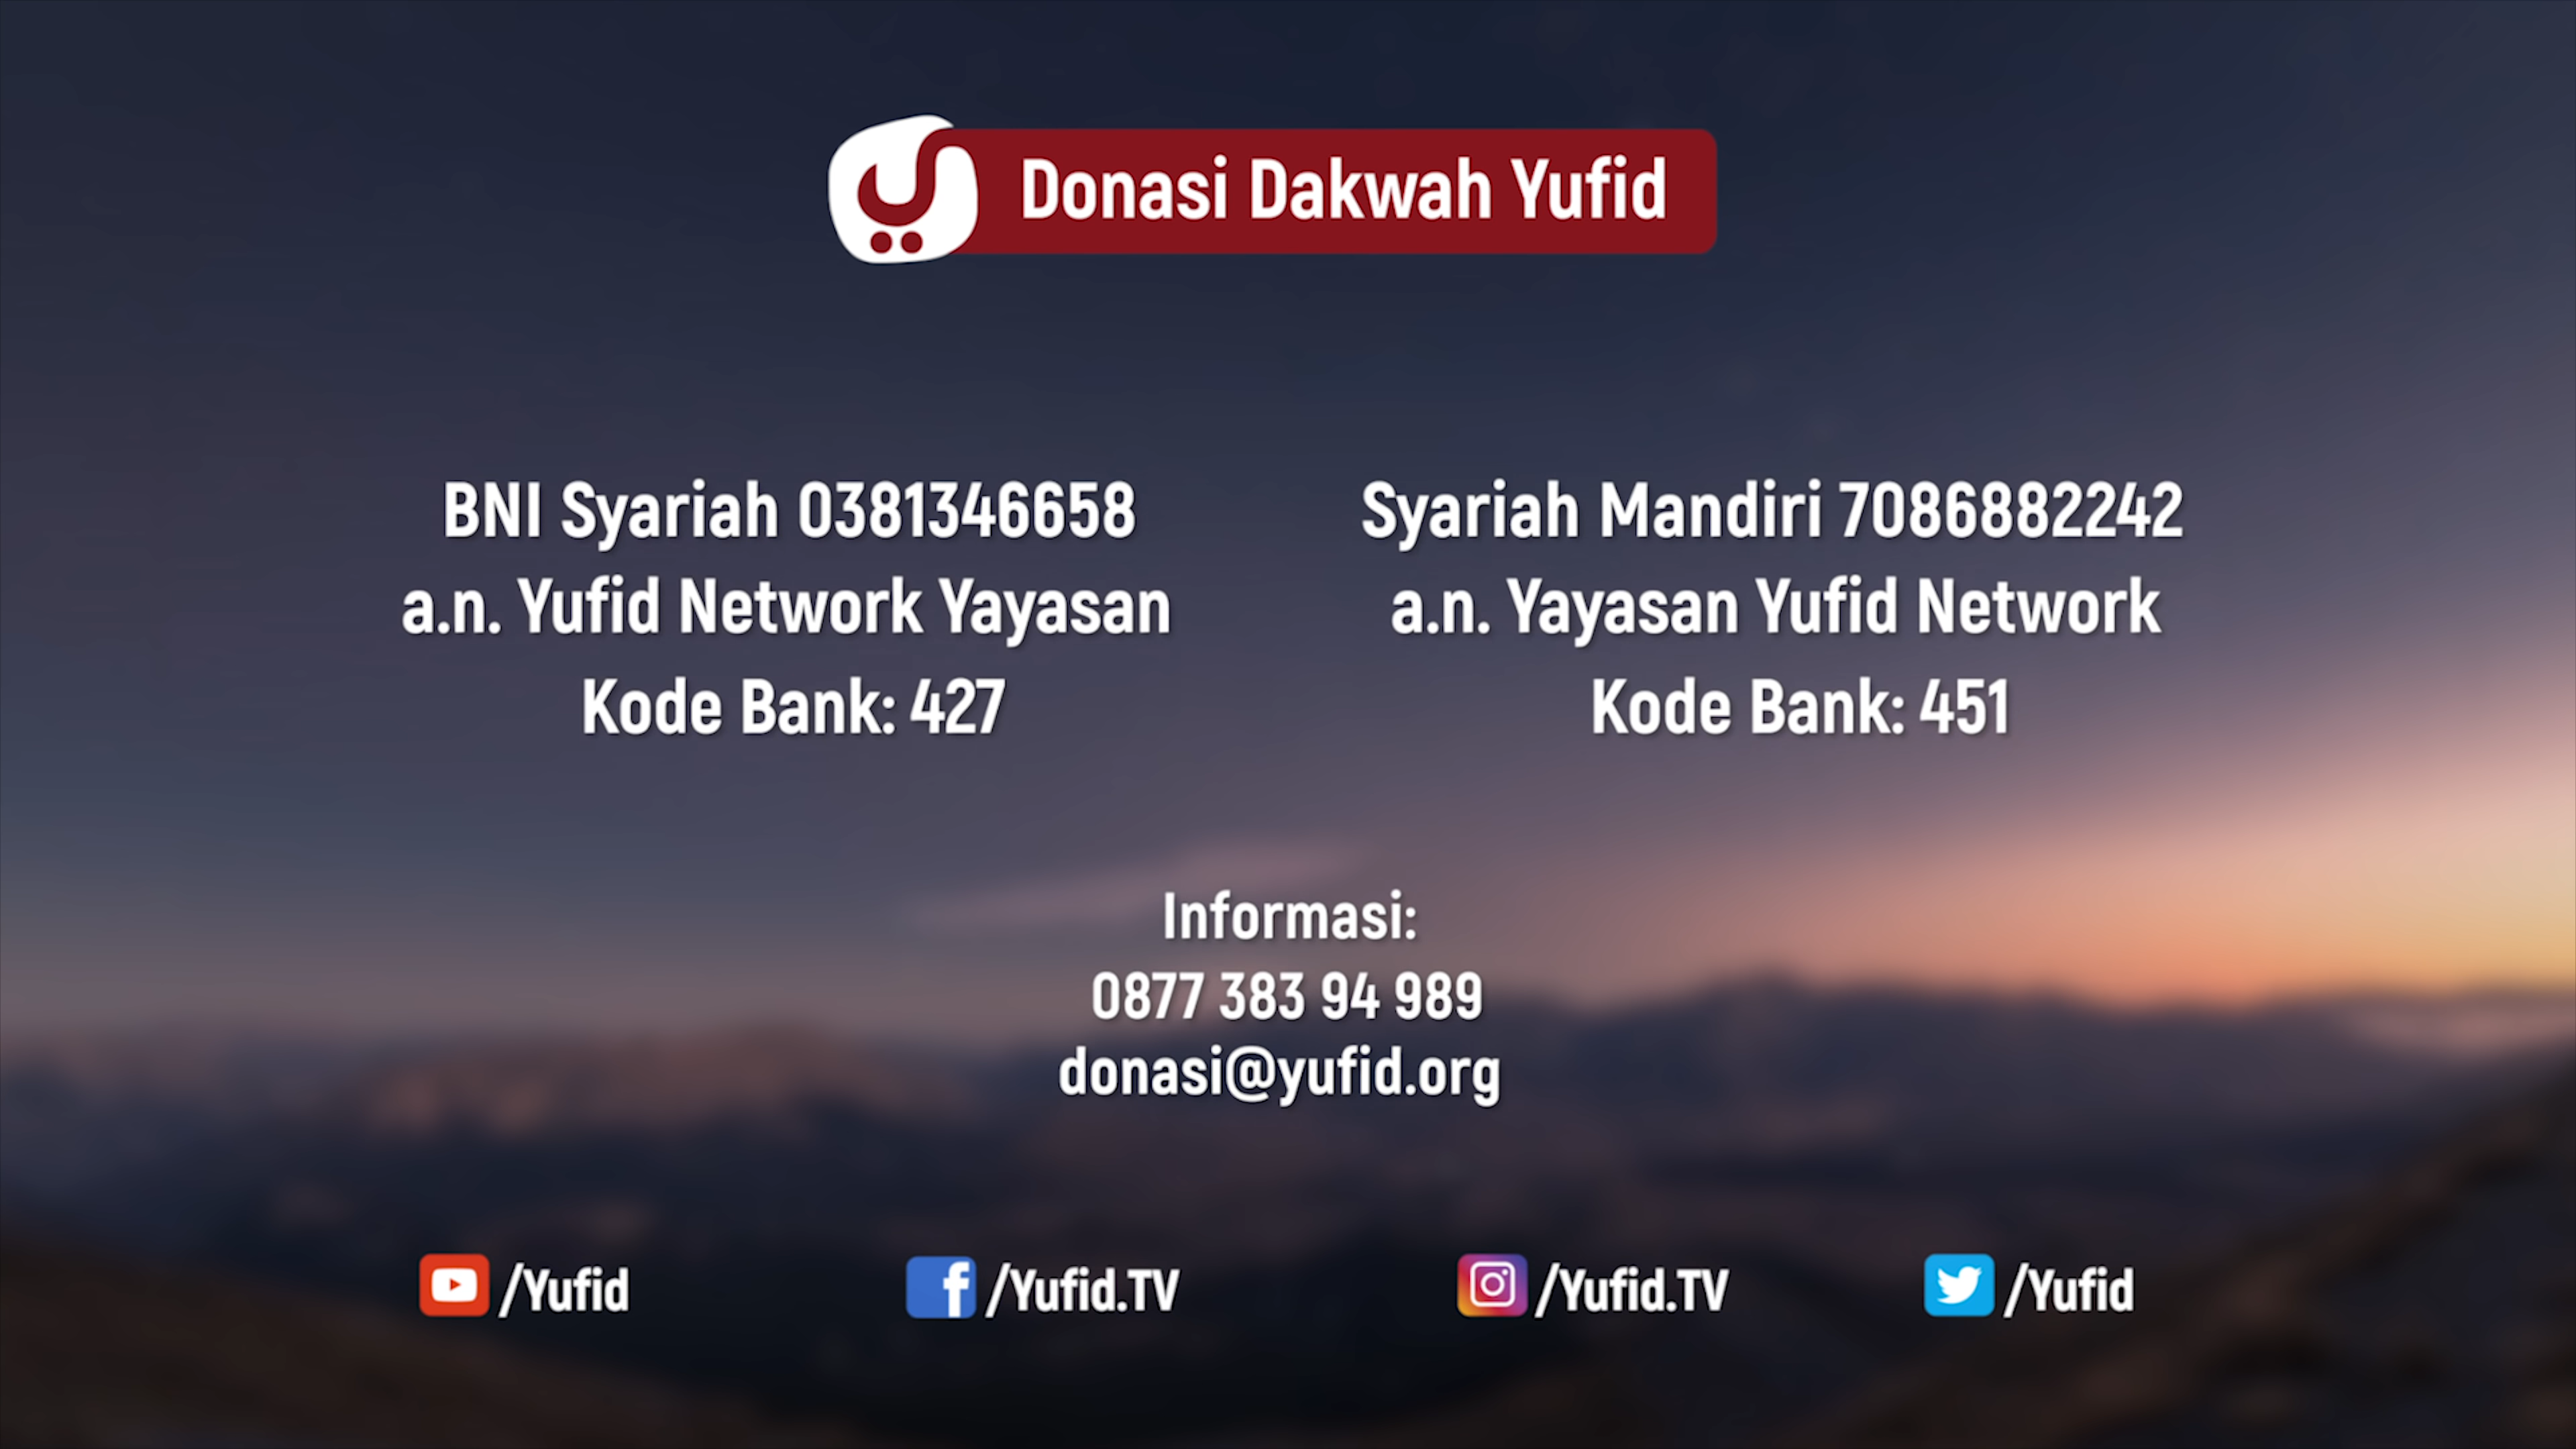 Donasi Dakwah Yufid
BNI Syariah 0381346658
a.n. Yufid Network Yayasan
Kode Bank: 427
Syariah Mandiri 7086882242
a.n. Yayasan Yufid Network
Kode Bank: 451
Informasi:
0877 383 94 989
donasi@yufid.org
/Yufid
/Yufid.TV
/Yufid.TV
/Yufid